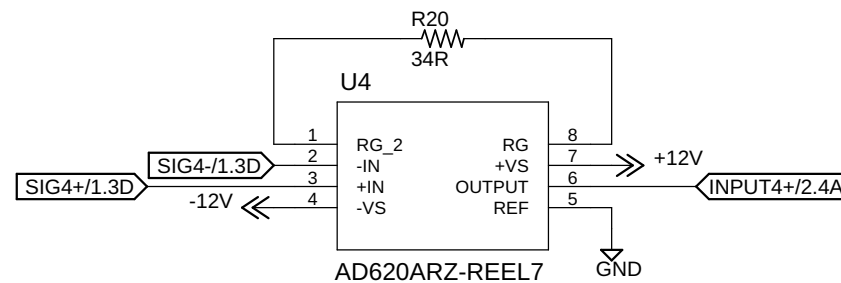 R20
34R
U4
1 RG_2 RG 8
SIG4-/1.3D 2 -IN +VS 7 +12V
SIG4+/1.3D 3 +IN OUTPUT 6 INPUT4+/2.4A
-12V 4 -VS REF 5
GND
AD620ARZ-REEL7